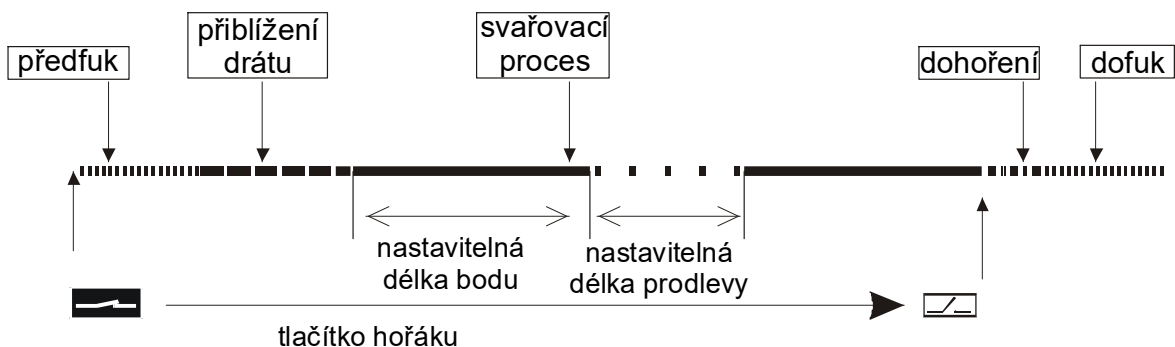 předfuk
přiblížení
drátu
svařovací
proces
dohoření
dofuk
nastavitelná
délka bodu
nastavitelná
délka prodlevy
tlačítko hořáku